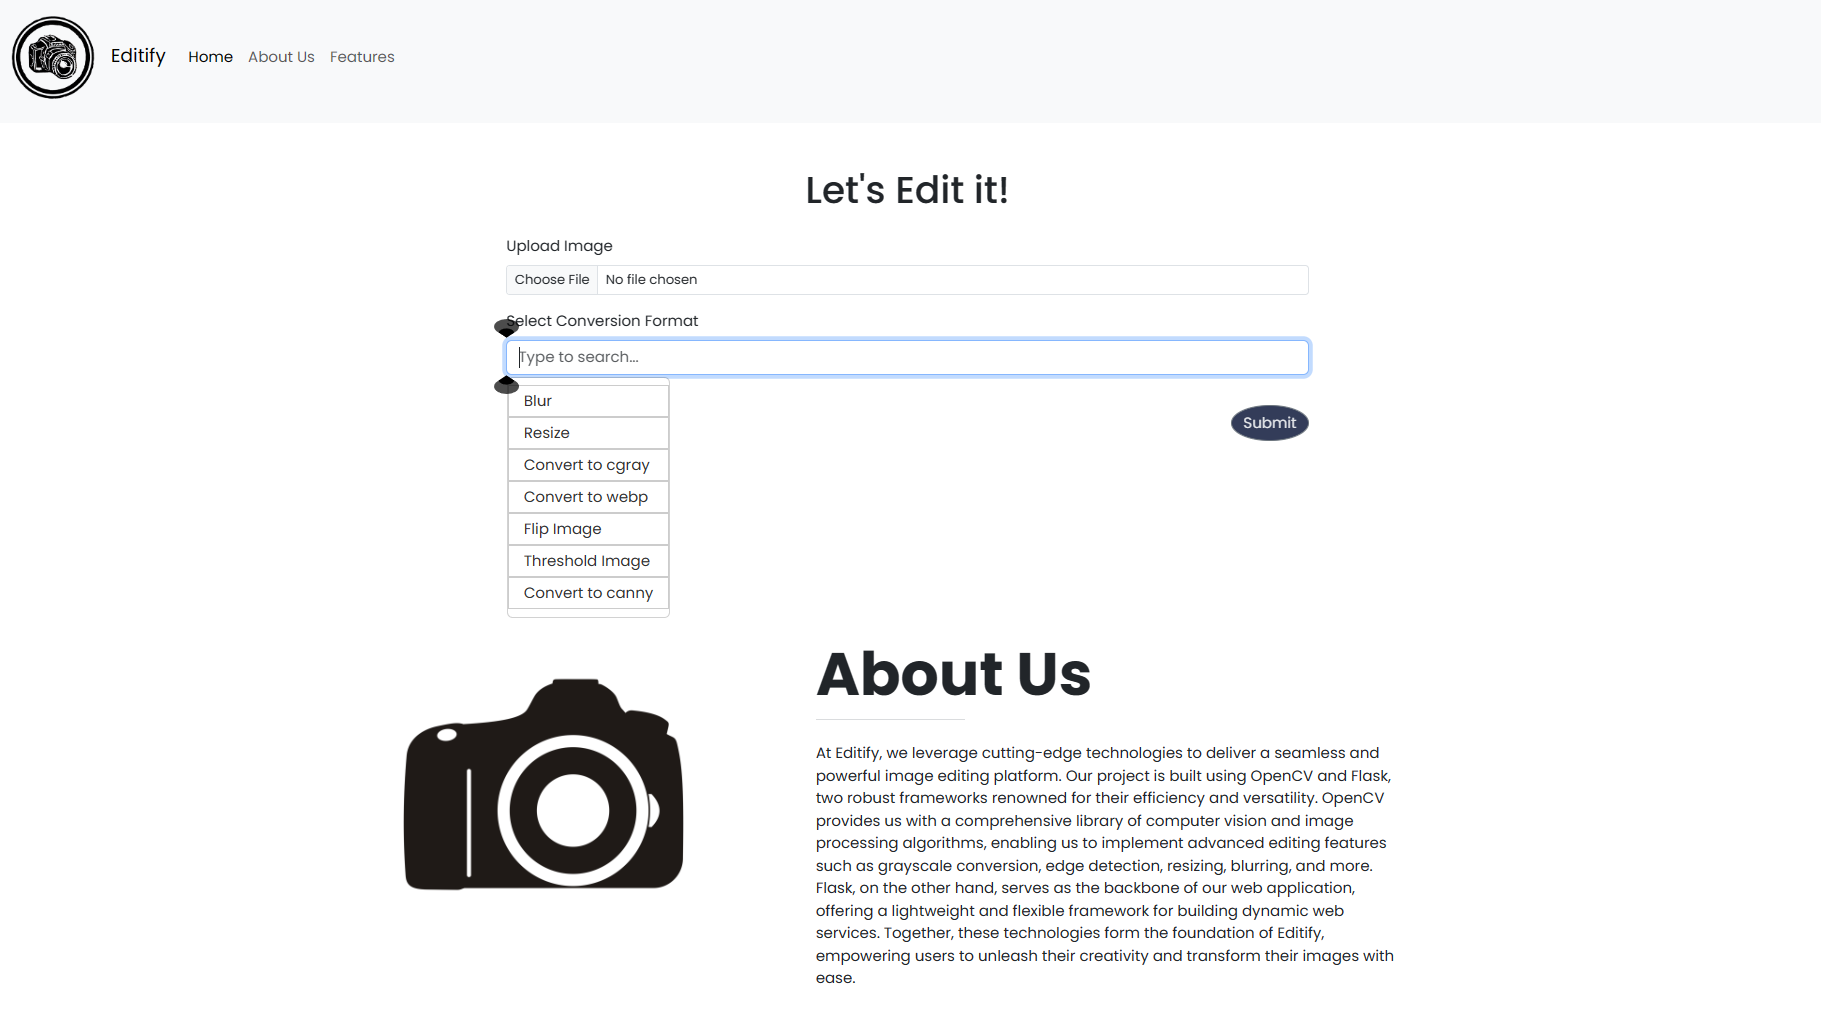 Editify Home About Us Features
Let's Edit it!
Upload Image
Choose File No file chosen
Select Conversion Format
Type to search...
Blur
Resize
Convert to cgray
Convert to webp
Flip Image
Threshold Image
Convert to canny
Submit
About Us
At Editify, we leverage cutting-edge technologies to deliver a seamless and
powerful image editing platform. Our project is built using OpenCV and Flask,
two robust frameworks renowned for their efficiency and versatility. OpenCV
provides us with a comprehensive library of computer vision and image
processing algorithms, enabling us to implement advanced editing features
such as grayscale conversion, edge detection, resizing, blurring, and more.
Flask, on the other hand, serves as the backbone of our web application,
offering a lightweight and flexible framework for building dynamic web
services. Together, these technologies form the foundation of Editify,
empowering users to unleash their creativity and transform their images with
ease.